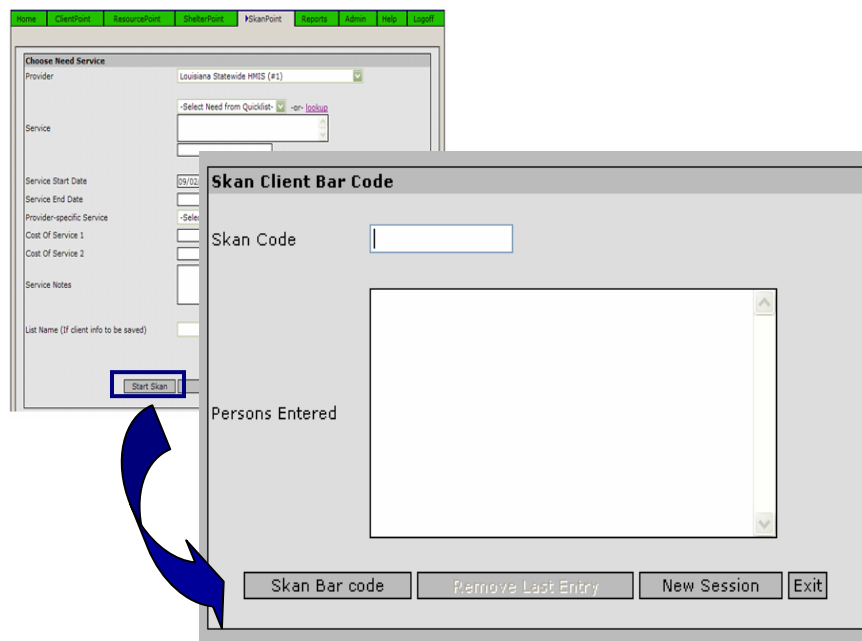 Home ClientPoint ResourcePoint ShelterPoint SkanPoint Reports Admin Help Logoff
Choose Need Service
Provider Louisiana Statewide HMIS (#1)
-Select Need from Quicklist- -or- lookup
Service
Service Start Date 09/02/
Service End Date
Provider-specific Service -Selec
Cost Of Service 1
Cost Of Service 2
Service Notes
List Name (If client info to be saved)
Start Skan
Skan Client Bar Code
Skan Code
Persons Entered
Skan Bar code Remove Last Entry New Session Exit